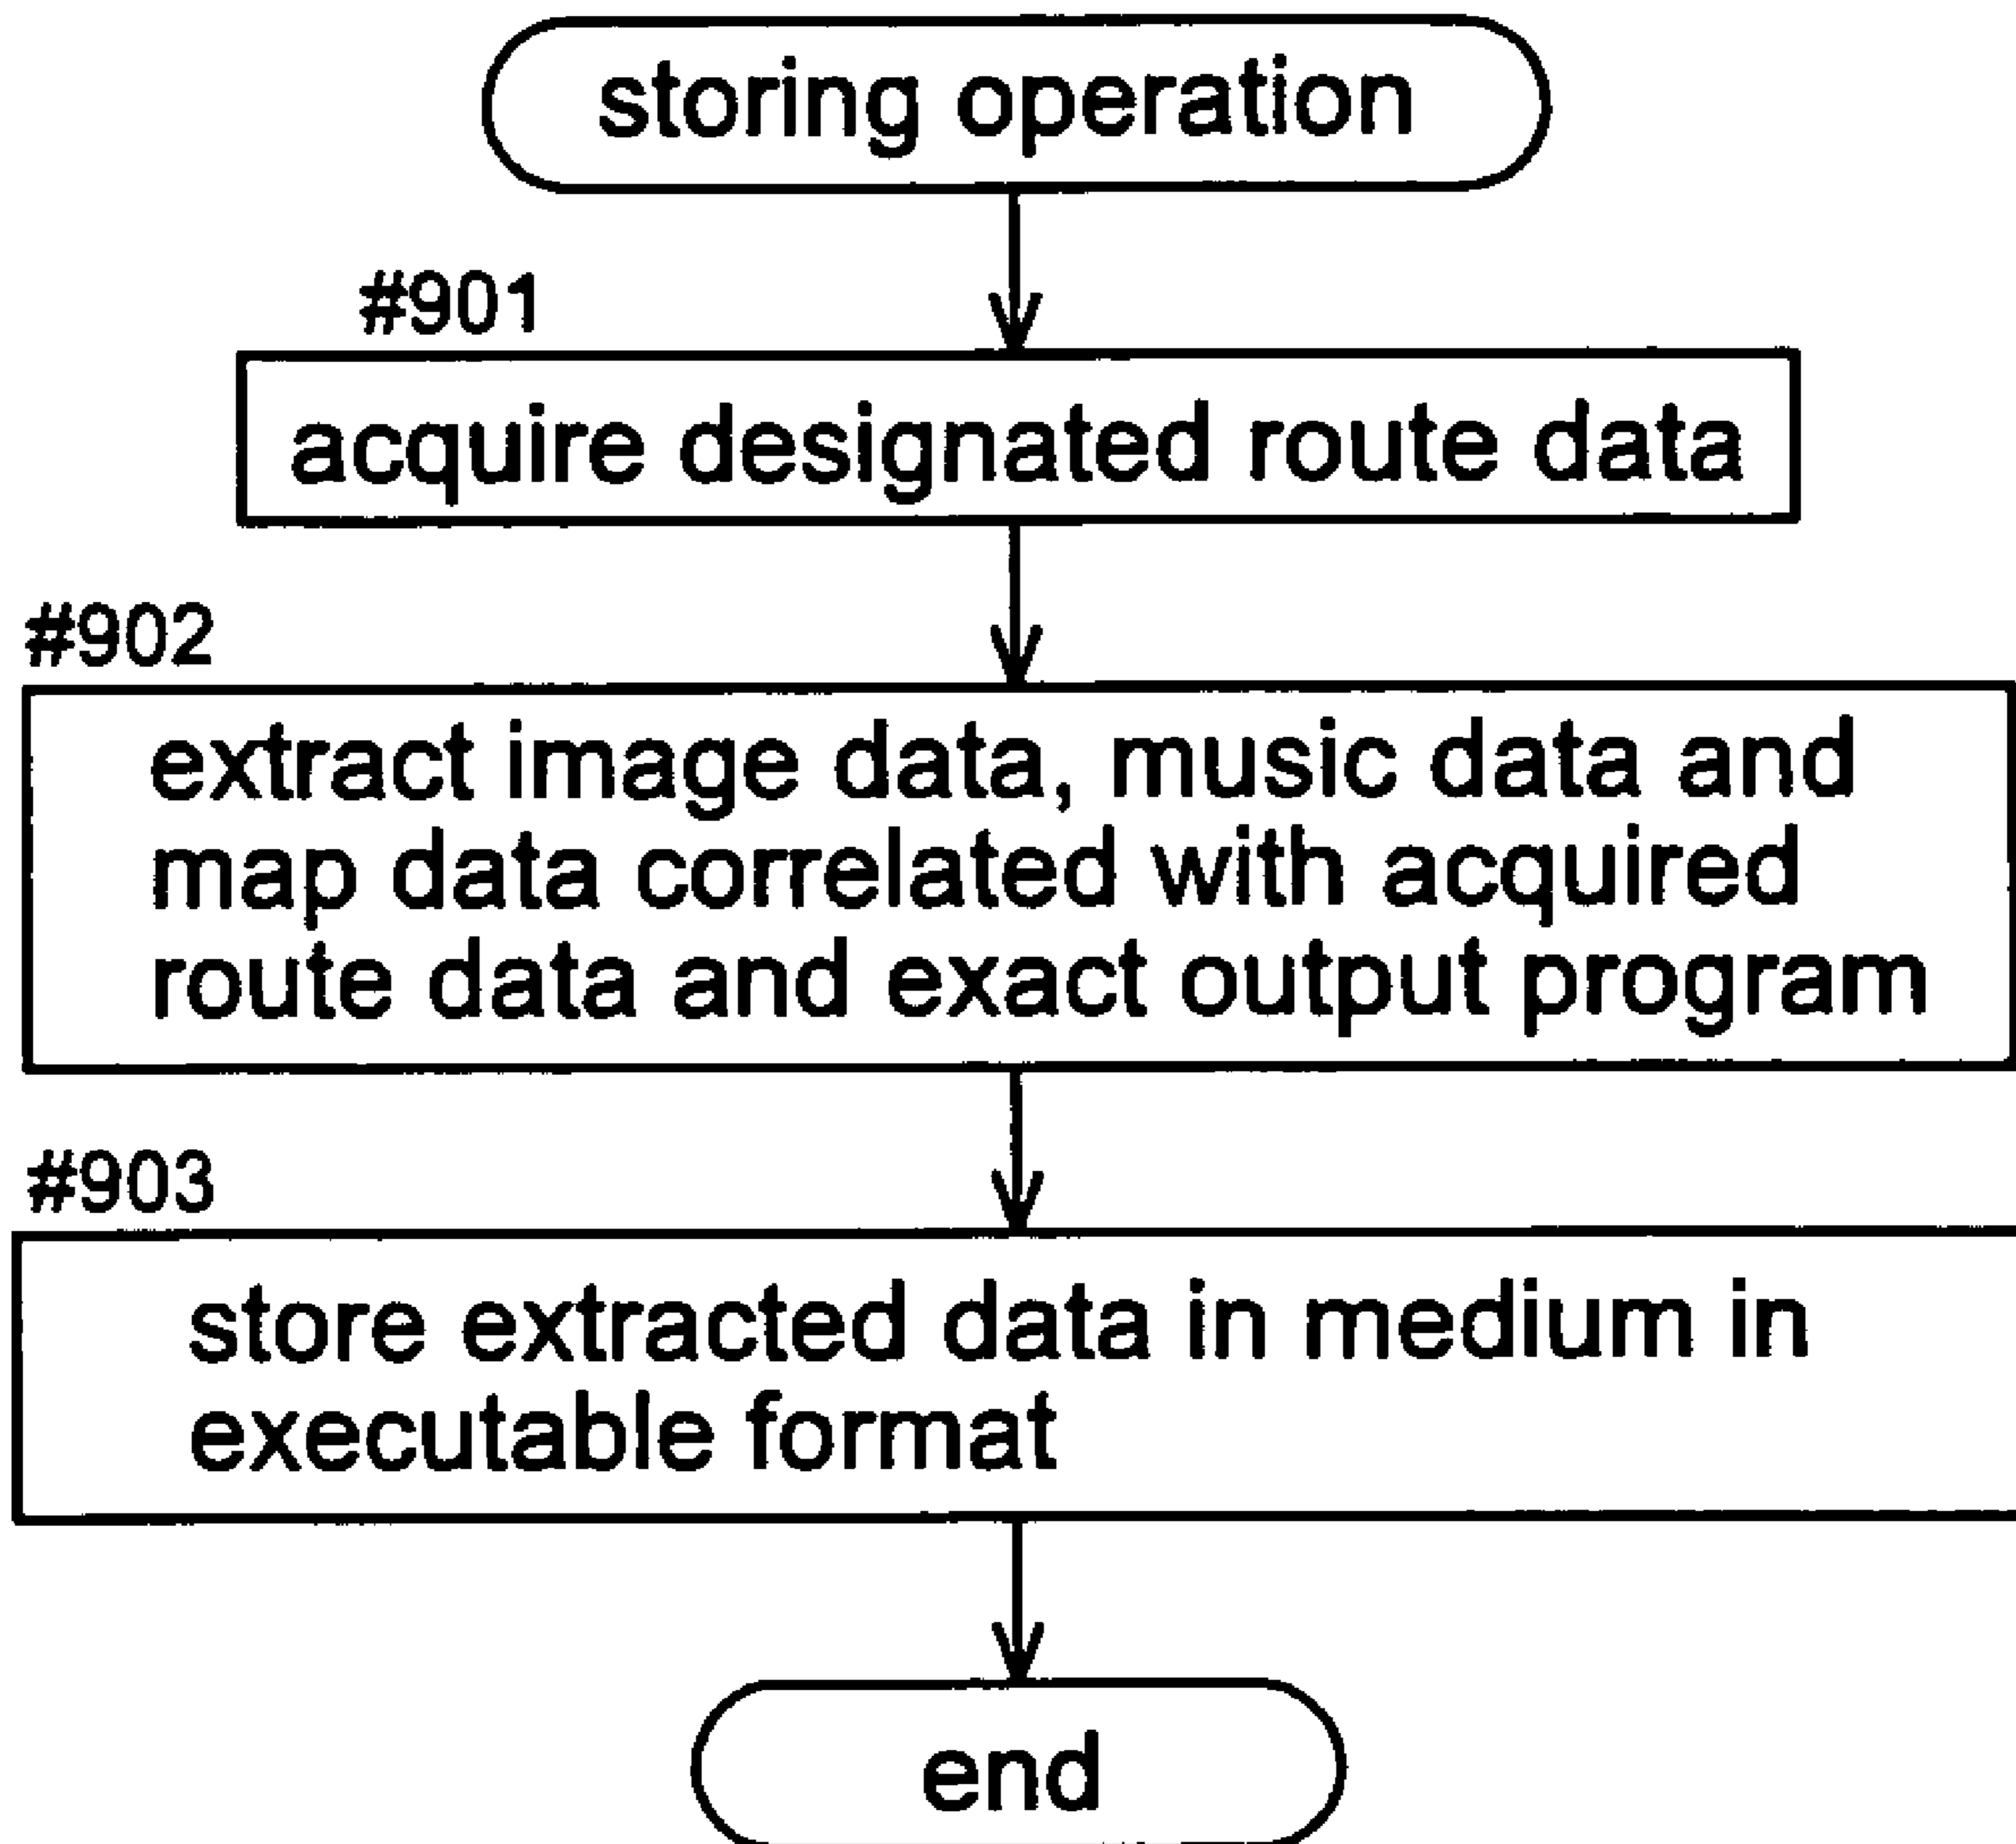 storing operation
#901
acquire designated route data
#902
extract image data, music data and
map data correlated with acquired
route data and exact output program
#903
store extracted data in medium in
executable format
end